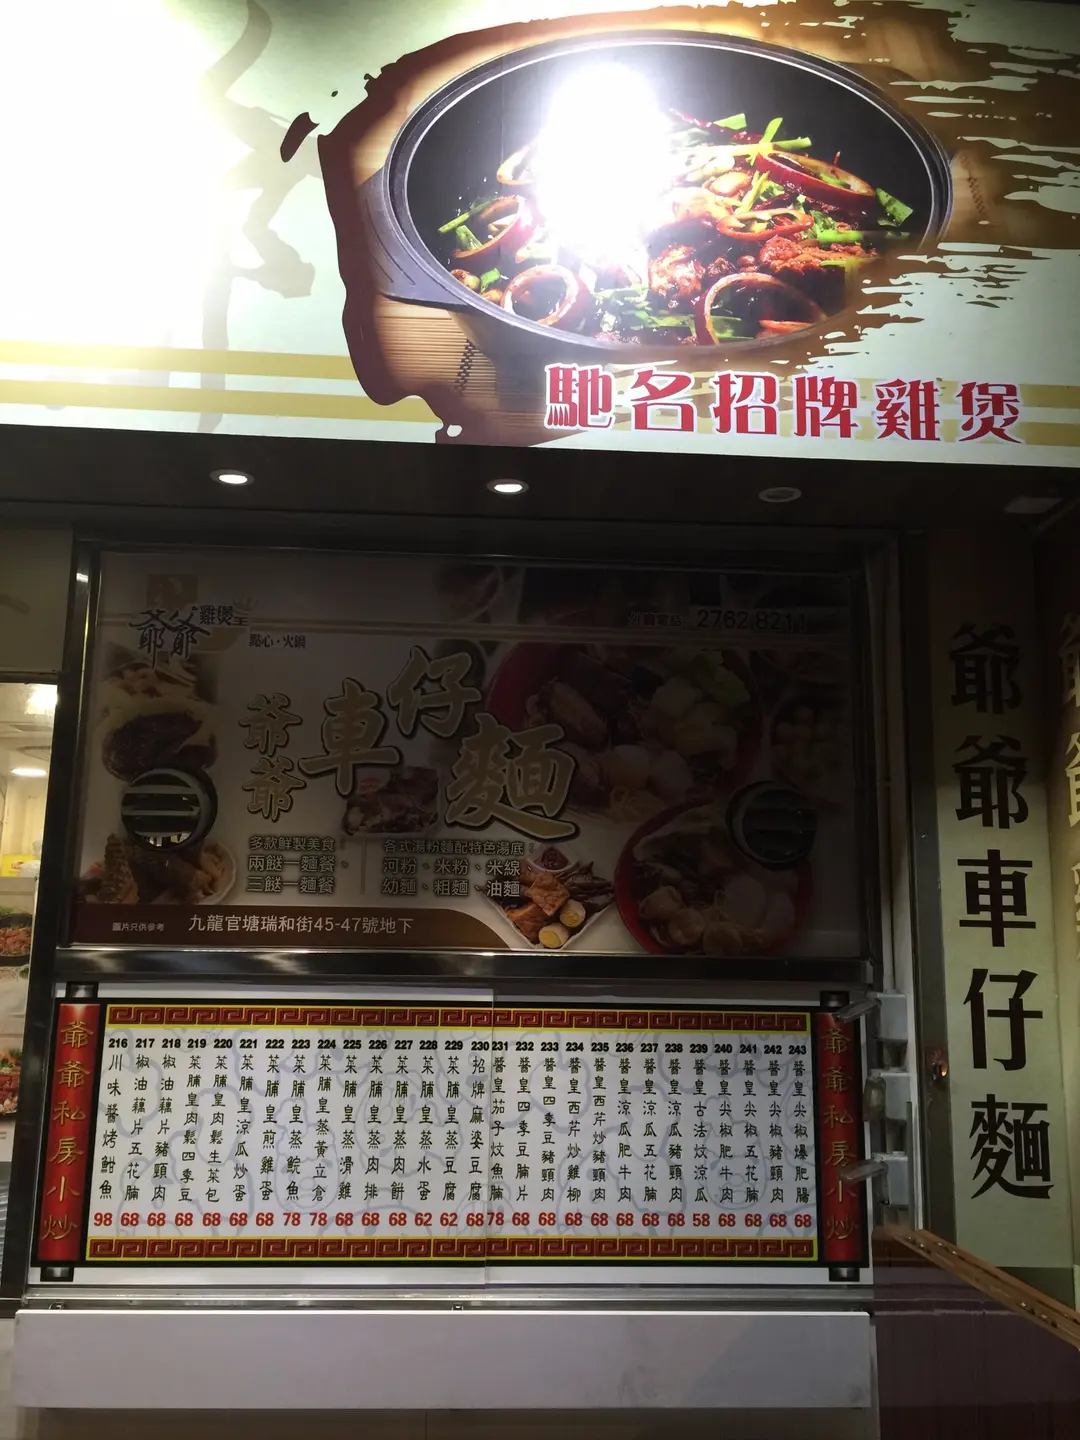 馳名招牌雞煲
爺爺雞煲王
點心·火鍋
外賣電話 2762 8211
爺爺車仔麵
多款鮮製美食:
兩餸一麵餐、
三餸一麵餐
各式湯粉麵配特色湯底:
河粉、米粉、米線、
幼麵、粗麵、油麵
圖片只供參考
九龍官塘瑞和街45-47號地下
爺爺私房小炒
216 川味醬烤魽魚 98
217 椒油藕片五花腩 68
218 椒油藕片豬頸肉 68
219 菜脯皇肉鬆四季豆 68
220 菜脯皇肉鬆生菜包 68
221 菜脯皇涼瓜炒蛋 68
222 菜脯皇煎雞蛋 68
223 菜脯皇蒸鯇魚 78
224 菜脯皇蒸黃立倉 78
225 菜脯皇蒸滑雞 68
226 菜脯皇蒸肉排 68
227 菜脯皇蒸肉餅 68
228 菜脯皇蒸水蛋 62
229 菜脯皇蒸豆腐 62
230 招牌麻婆豆腐 68
231 醬皇茄子炆魚腩 78
232 醬皇四季豆腩片 68
233 醬皇四季豆豬頸肉 68
234 醬皇西芹炒雞柳 68
235 醬皇西芹炒豬頸肉 68
236 醬皇涼瓜肥牛肉 68
237 醬皇涼瓜五花腩 68
238 醬皇涼瓜豬頸肉 68
239 醬皇古法炆涼瓜 58
240 醬皇尖椒肥牛肉 68
241 醬皇尖椒五花腩 68
242 醬皇尖椒豬頸肉 68
243 醬皇尖椒爆肥腸 68
爺爺私房小炒
爺爺車仔麵